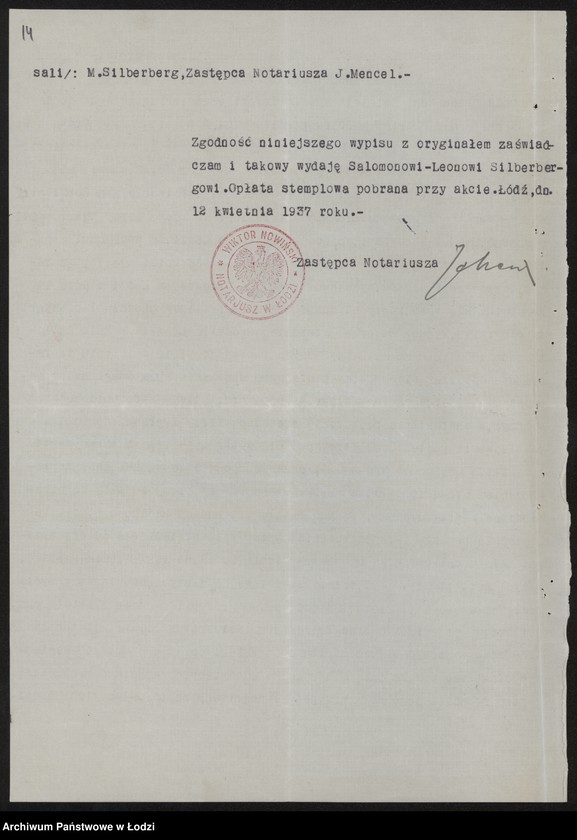 14
sali/: M.Silberberg,Zastępca Notariusza J.Mencel.-
Zgodność niniejszego wypisu z oryginałem zaświad-
czam i takowy wydaję Salomonowi-Leonowi Silberber-
gowi.Opłata stemplowa pobrana przy akcie.Łódź,dn.
12 kwietnia 1937 roku.-
Zastępca Notariusza
* WIKTOR NOWIŃSKI *
NOTARJUSZ W ŁODZI
Archiwum Państwowe w Łodzi